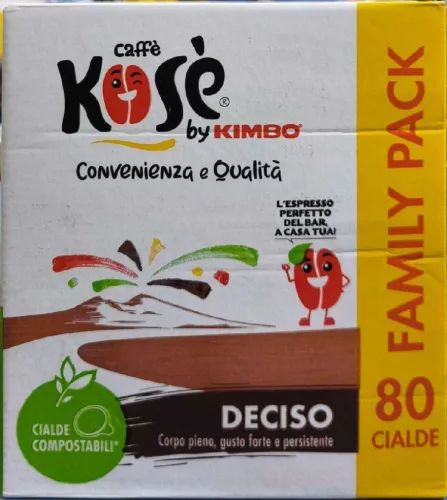 caffè
Kosè®
by KIMBO®
Convenienza e Qualità
L'ESPRESSO
PERFETTO
DEL BAR,
A CASA TUA!
CIALDE
COMPOSTABILI*
DECISO
Corpo pieno, gusto forte e persistente
FAMILY PACK
80
CIALDE